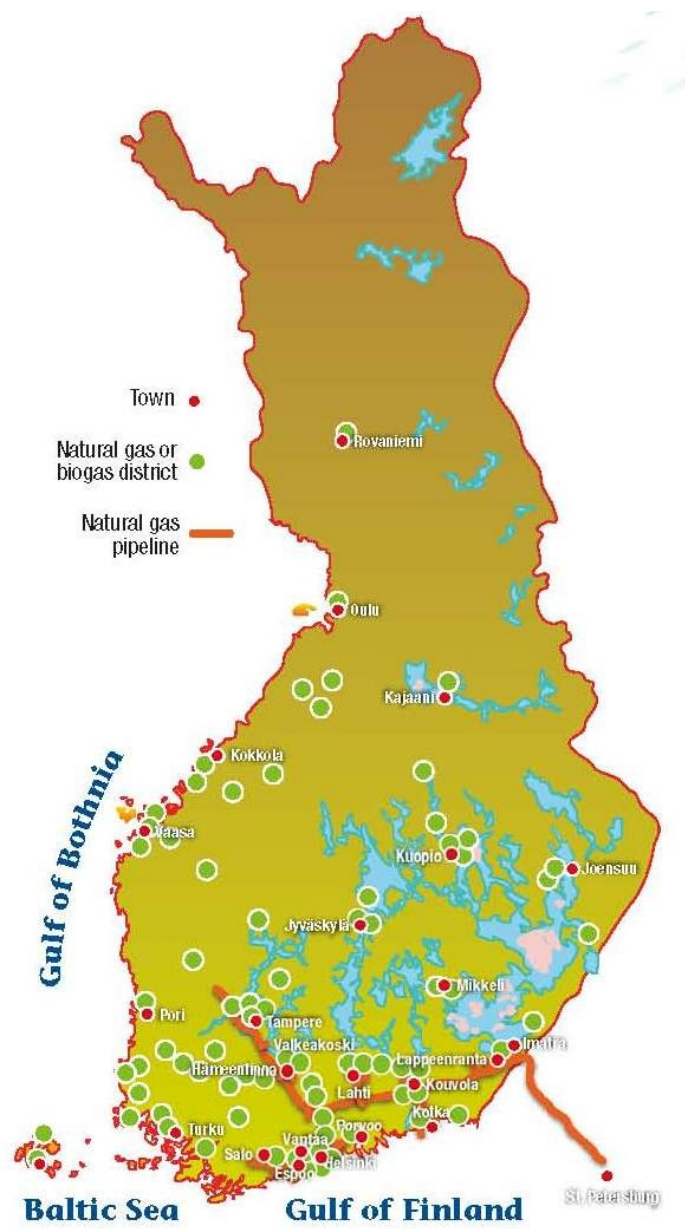 Town
Natural gas or
biogas district
Natural gas
pipeline
Rovaniemi
Oulu
Kajaani
Kokkola
Gulf of Bothnia
Vaasa
Kuopio
Joensuu
Jyväskylä
Mikkeli
Pori
Tampere
Imatra
Valkeakoski
Lappeenranta
Hämeentinna
Lahti
Kouvola
Kotka
Turku
Porvoo
Vantaa
Salo
Helsinki
Espoo
St. Petersburg
Baltic Sea
Gulf of Finland